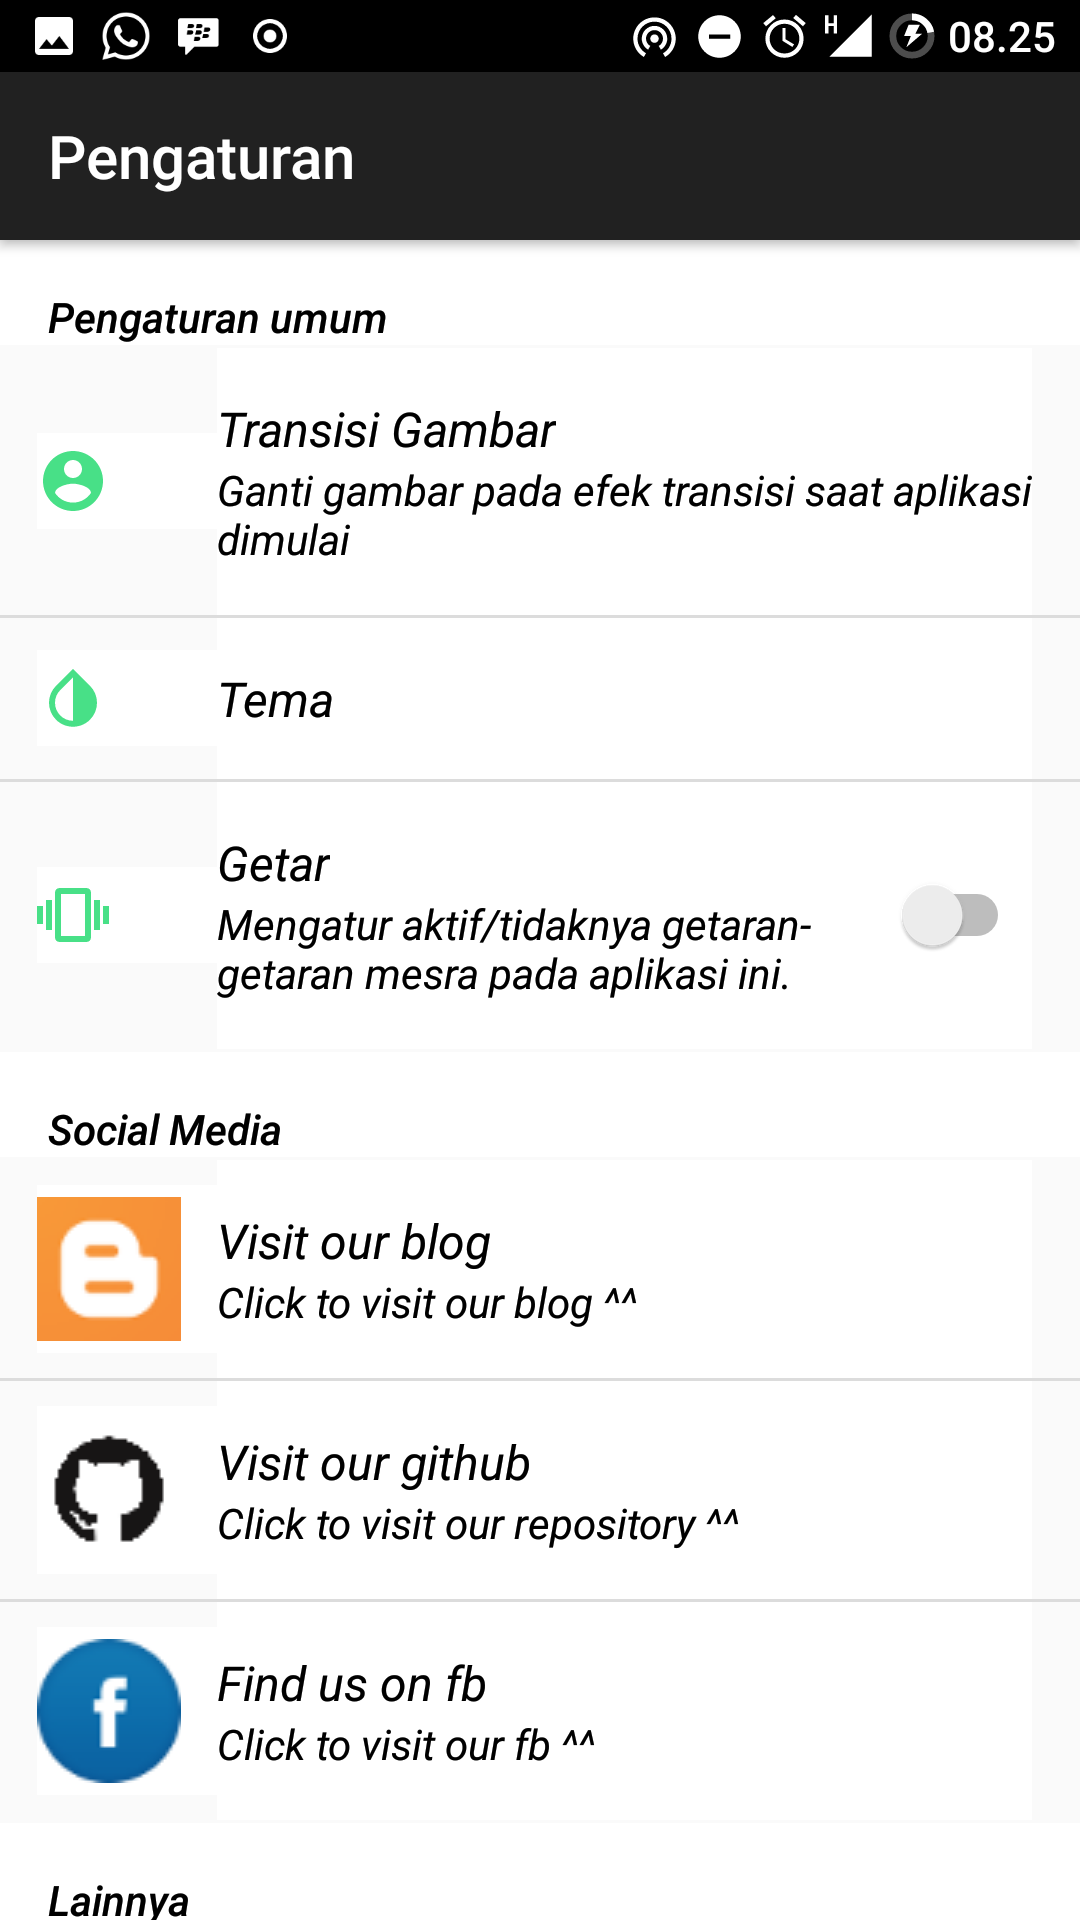 H 08.25
Pengaturan
Pengaturan umum
Transisi Gambar
Ganti gambar pada efek transisi saat aplikasi
dimulai
Tema
Getar
Mengatur aktif/tidaknya getaran-
getaran mesra pada aplikasi ini.
Social Media
Visit our blog
Click to visit our blog ^^
Visit our github
Click to visit our repository ^^
Find us on fb
Click to visit our fb ^^
Lainnya